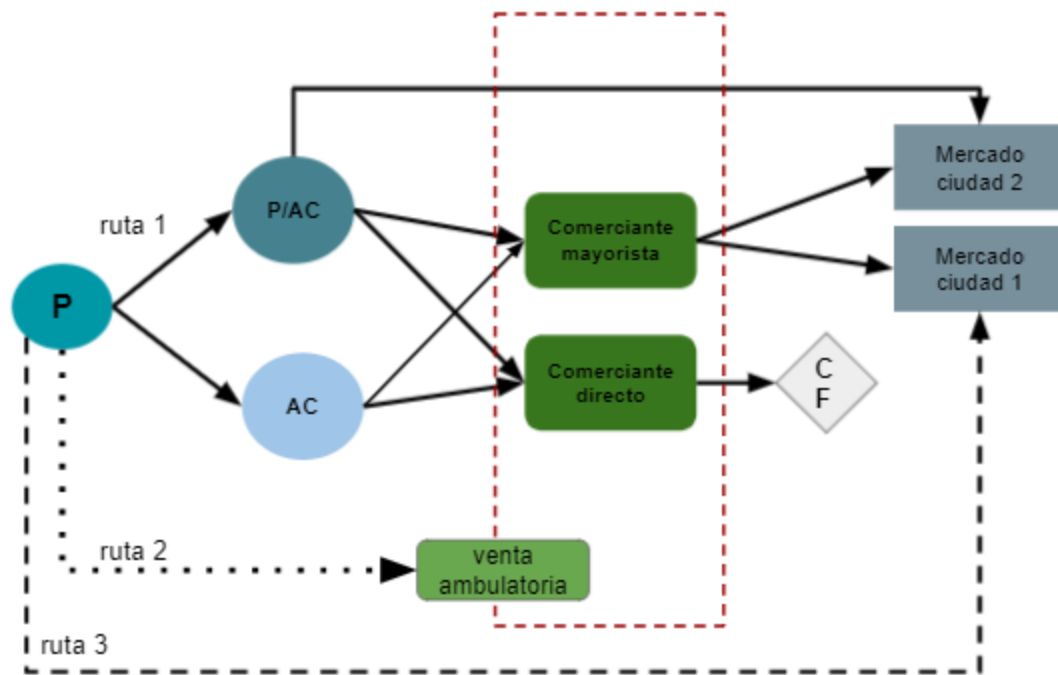 Mercado
ciudad 2
ruta 1
P/AC
Comerciante
mayorista
Mercado
ciudad 1
P
Comerciante
directo
C
F
AC
ruta 2
venta
ambulatoria
ruta 3